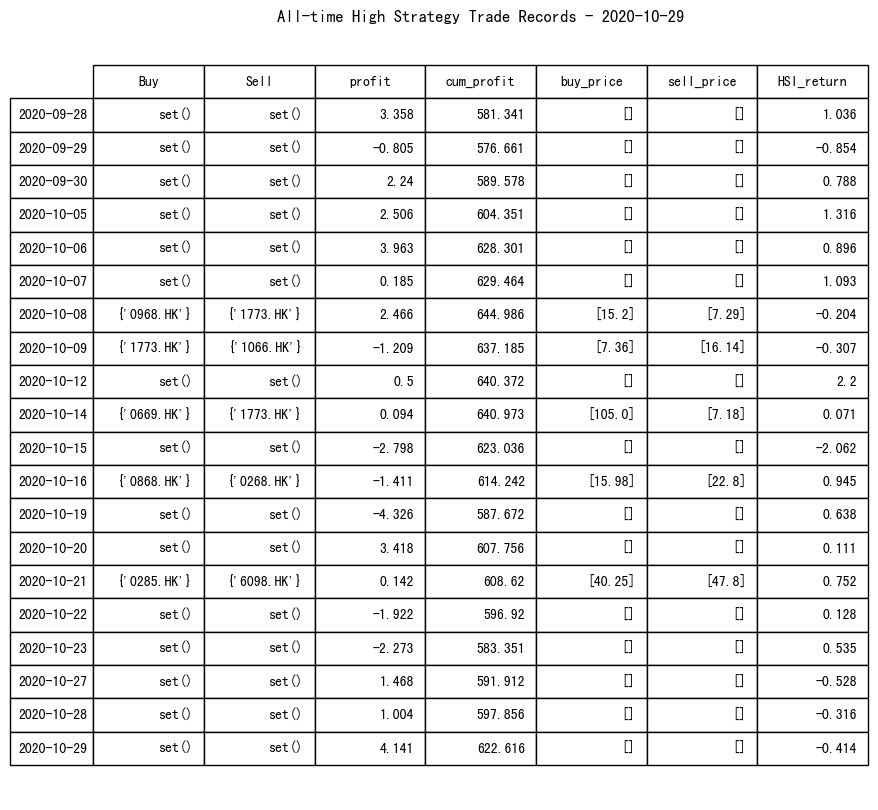 All-time High Strategy Trade Records - 2020-10-29
Buy Sell profit cum_profit buy_price sell_price HSI_return
2020-09-28 set() set() 3.358 581.341 [] [] 1.036
2020-09-29 set() set() -0.805 576.661 [] [] -0.854
2020-09-30 set() set() 2.24 589.578 [] [] 0.788
2020-10-05 set() set() 2.506 604.351 [] [] 1.316
2020-10-06 set() set() 3.963 628.301 [] [] 0.896
2020-10-07 set() set() 0.185 629.464 [] [] 1.093
2020-10-08 {'0968.HK'} {'1773.HK'} 2.466 644.986 [15.2] [7.29] -0.204
2020-10-09 {'1773.HK'} {'1066.HK'} -1.209 637.185 [7.36] [16.14] -0.307
2020-10-12 set() set() 0.5 640.372 [] [] 2.2
2020-10-14 {'0669.HK'} {'1773.HK'} 0.094 640.973 [105.0] [7.18] 0.071
2020-10-15 set() set() -2.798 623.036 [] [] -2.062
2020-10-16 {'0868.HK'} {'0268.HK'} -1.411 614.242 [15.98] [22.8] 0.945
2020-10-19 set() set() -4.326 587.672 [] [] 0.638
2020-10-20 set() set() 3.418 607.756 [] [] 0.111
2020-10-21 {'0285.HK'} {'6098.HK'} 0.142 608.62 [40.25] [47.8] 0.752
2020-10-22 set() set() -1.922 596.92 [] [] 0.128
2020-10-23 set() set() -2.273 583.351 [] [] 0.535
2020-10-27 set() set() 1.468 591.912 [] [] -0.528
2020-10-28 set() set() 1.004 597.856 [] [] -0.316
2020-10-29 set() set() 4.141 622.616 [] [] -0.414